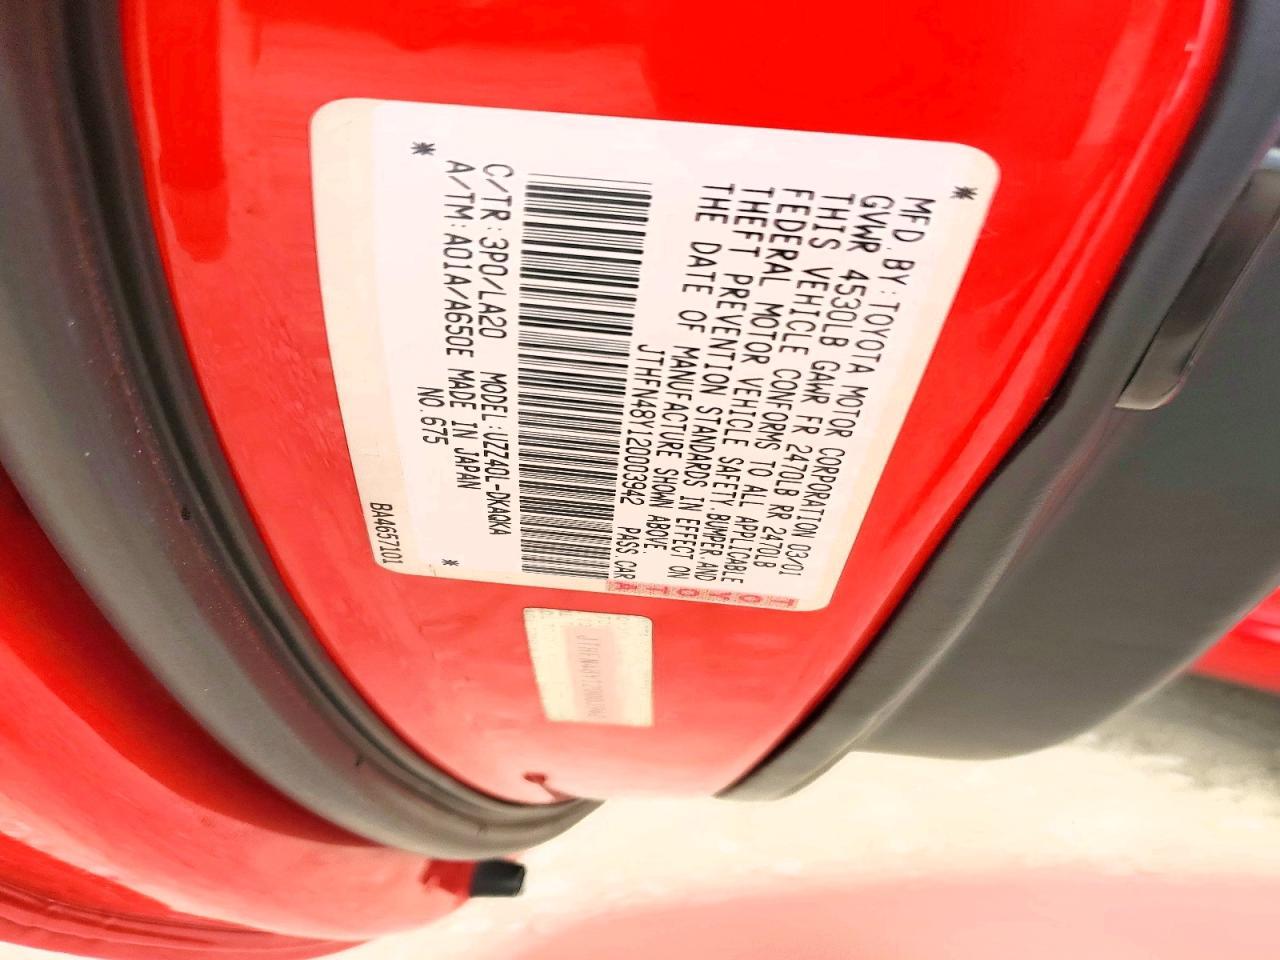 *
MFD.BY:TOYOTA MOTOR CORPORATION 03/01
GVWR 4530LB GAWR FR 2470LB RR 2470LB
THIS VEHICLE CONFORMS TO ALL APPLICABLE
FEDERAL MOTOR VEHICLE SAFETY,BUMPER,AND
THEFT PREVENTION STANDARDS IN EFFECT ON
THE DATE OF MANUFACTURE SHOWN ABOVE.
JTHFN48Y120003942 PASS.CAR
C/TR:3PO/LA20 MODEL:UZZ40L-DKAQKA
A/TM:A01A/A650E MADE IN JAPAN
* NO.675 *
BA4657101
TOYOTA